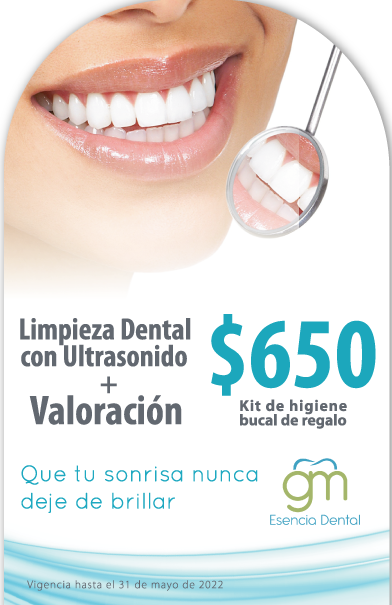 Limpieza Dental
con Ultrasonido
+
Valoración
$650
Kit de higiene
bucal de regalo
Que tu sonrisa nunca
deje de brillar
gm
Esencia Dental
Vigencia hasta el 31 de mayo de 2022